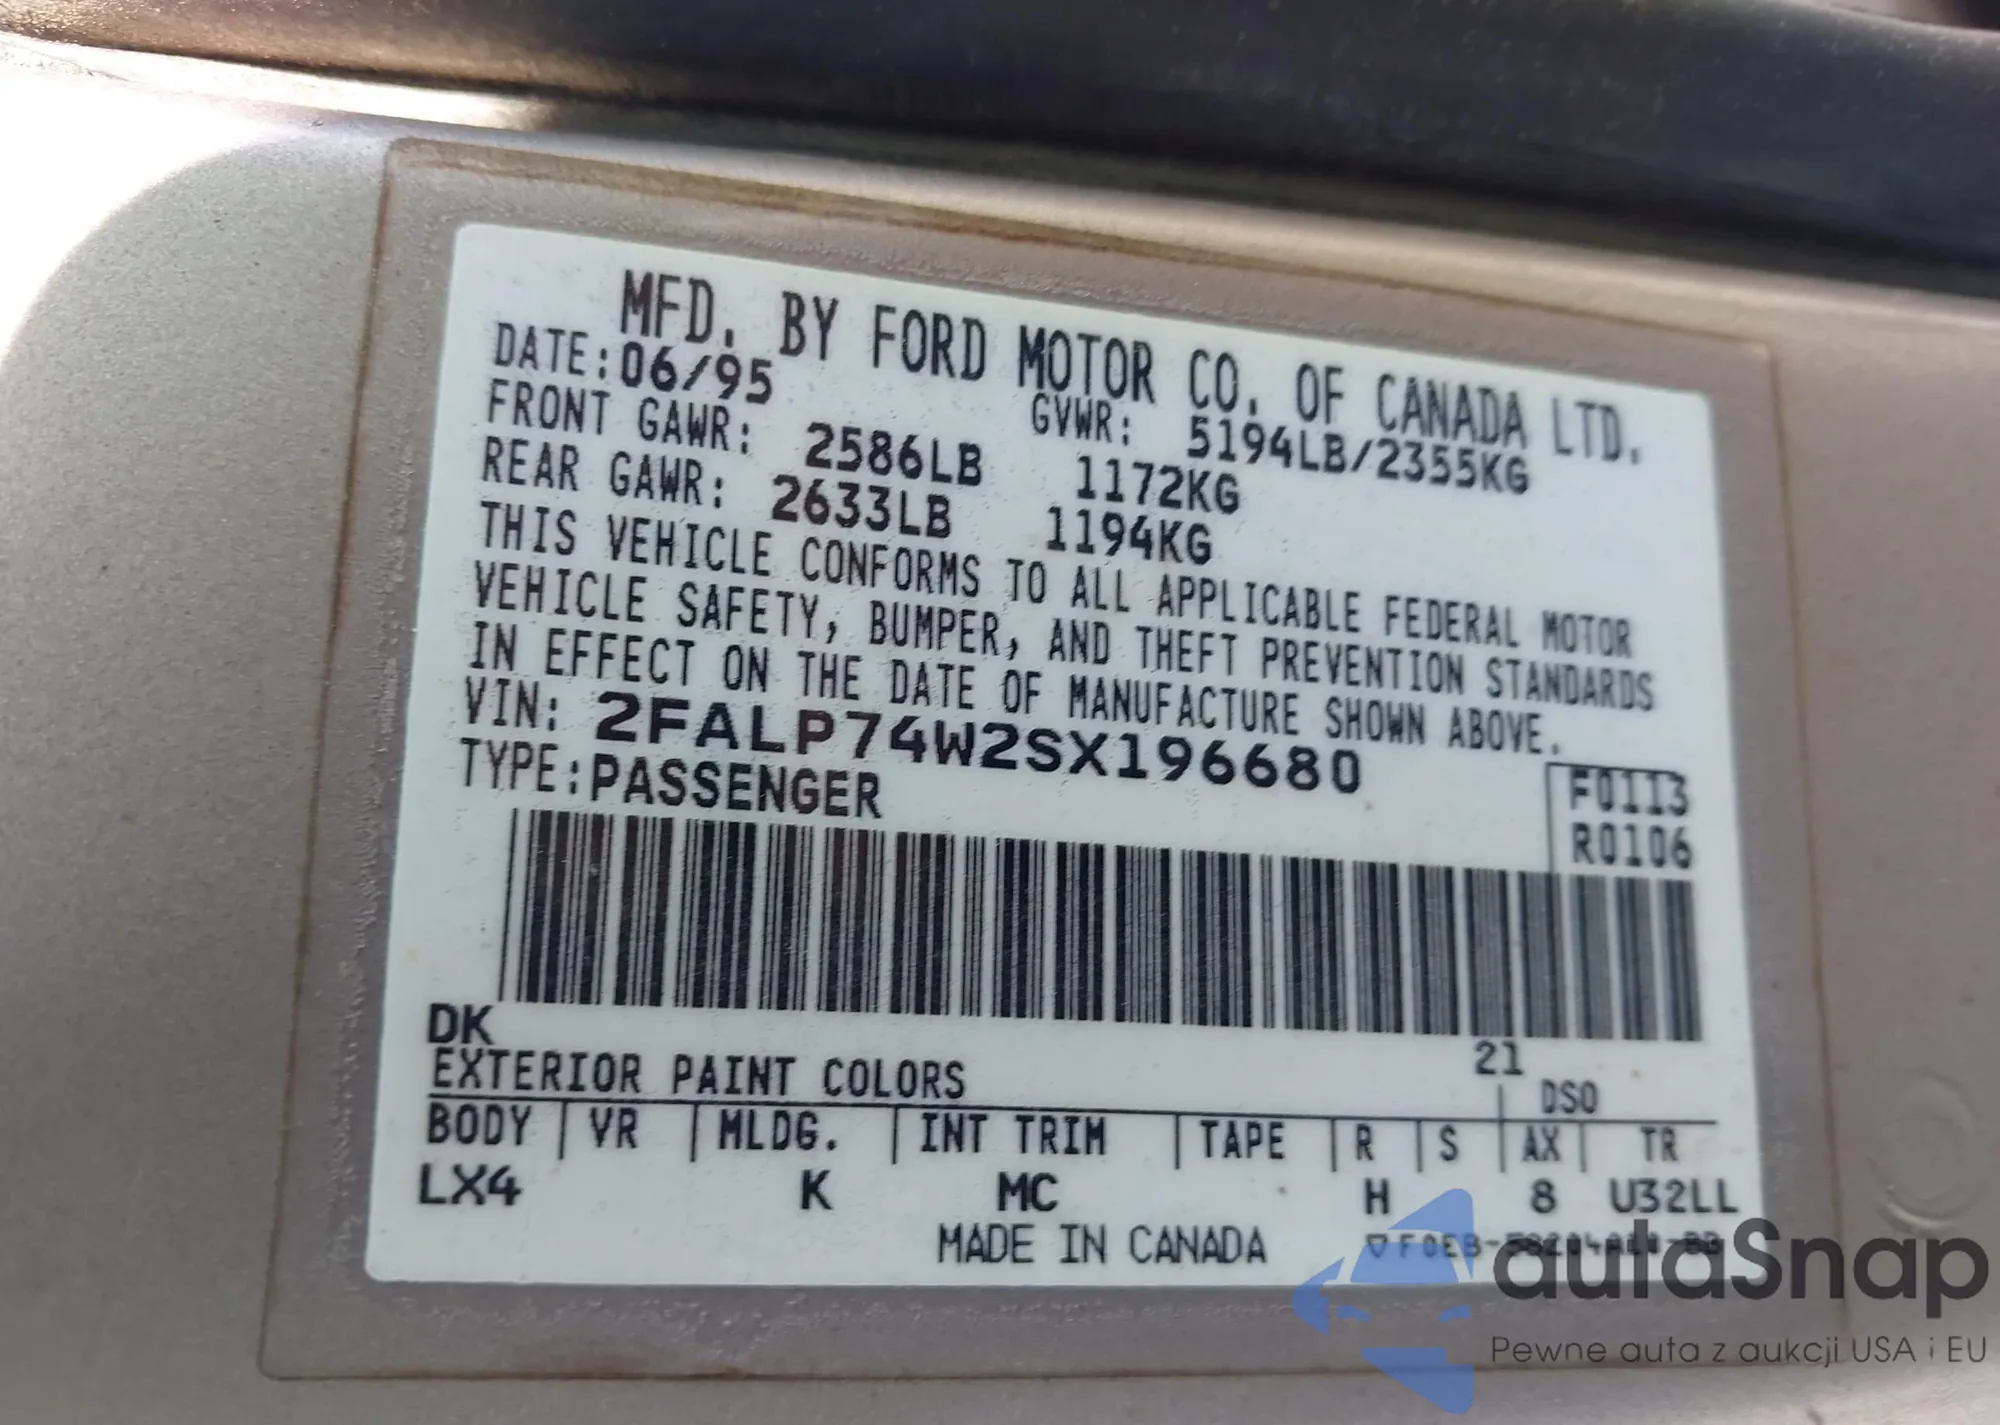 MFD. BY FORD MOTOR CO. OF CANADA LTD.
DATE: 06/95 GVWR: 5194LB/2355KG
FRONT GAWR: 2586LB 1172KG
REAR GAWR: 2633LB 1194KG
THIS VEHICLE CONFORMS TO ALL APPLICABLE FEDERAL MOTOR
VEHICLE SAFETY, BUMPER, AND THEFT PREVENTION STANDARDS
IN EFFECT ON THE DATE OF MANUFACTURE SHOWN ABOVE.
VIN: 2FALP74W2SX196680
TYPE: PASSENGER
F0113
R0106
DK
EXTERIOR PAINT COLORS 21 DSO
BODY | VR | MLDG. | INT TRIM | TAPE | R | S | AX | TR
LX4 K MC H 8 U32LL
MADE IN CANADA
autaSnap
Pewne auta z aukcji USA i EU